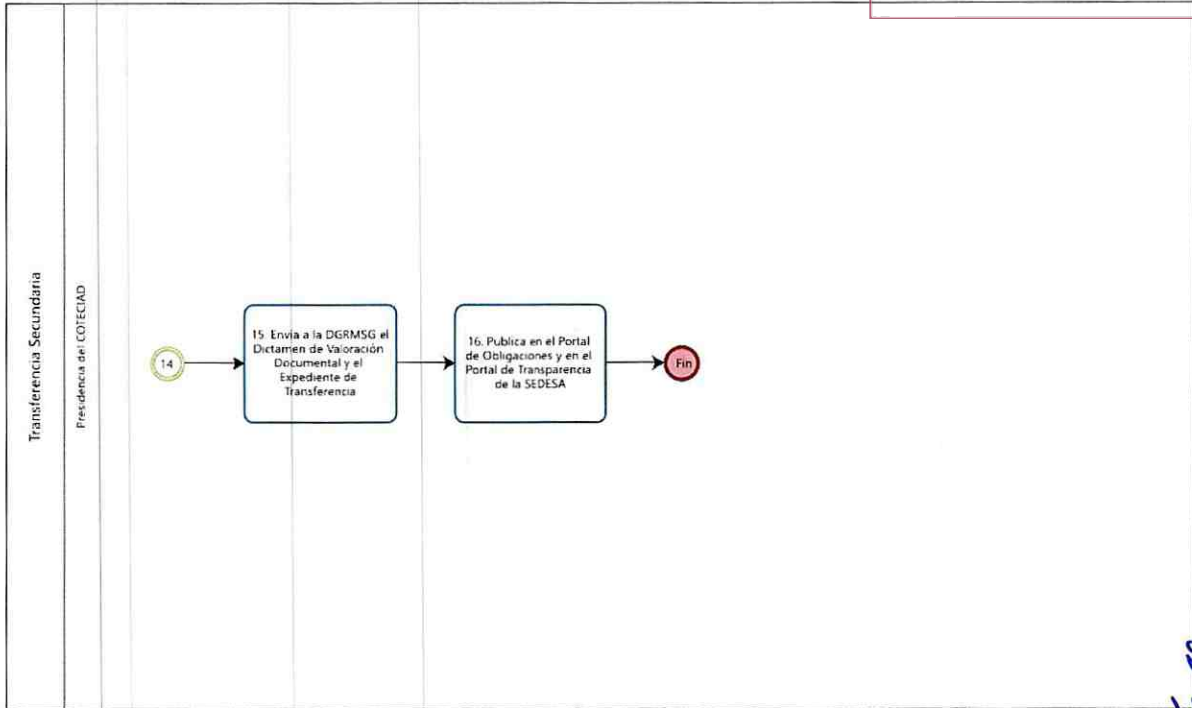 Transferencia Secundaria
Presidencia del COTECIAD
14
15. Envía a la DGRMSG el
Dictamen de Valoración
Documental y el
Expediente de
Transferencia
16. Publica en el Portal
de Obligaciones y en el
Portal de Transparencia
de la SEDESA
Fin